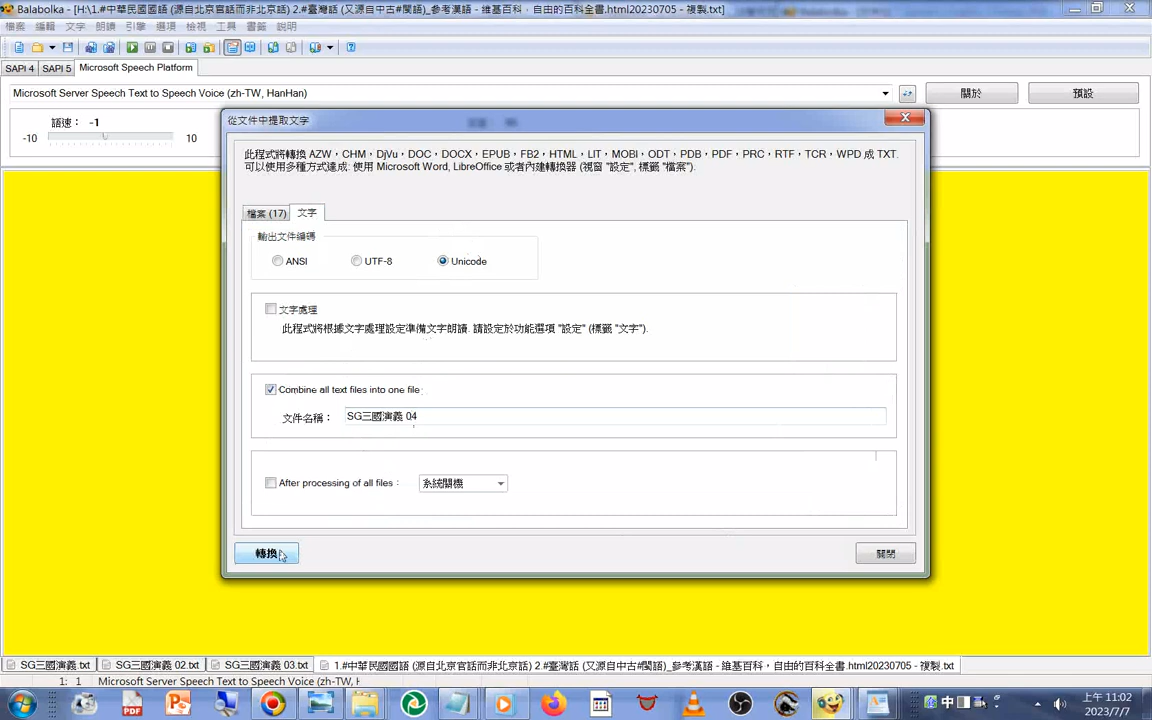 Balabolka - [H:\1.#中華民國國語 (源自北京官話而非北京話) 2.#臺灣話 (又源自中古#閩語)_參考漢語 - 維基百科，自由的百科全書.html20230705 - 複製.txt]
檔案 編輯 文字 朗讀 引擎 選項 檢視 工具 書籤 說明
SAPI 4 SAPI 5 Microsoft Speech Platform
Microsoft Server Speech Text to Speech Voice (zh-TW, HanHan)
關於 預設
語速： -1
-10 10
從文件中提取文字
此程式將轉換 AZW，CHM，DjVu，DOC，DOCX，EPUB，FB2，HTML，LIT，MOBI，ODT，PDB，PDF，PRC，RTF，TCR，WPD 成 TXT.
可以使用多種方式達成: 使用 Microsoft Word, LibreOffice 或者內建轉換器 (視窗 "設定", 標籤 "檔案").
檔案 (17) 文字
輸出文件編碼
ANSI UTF-8 Unicode
文字處理
此程式將根據文字處理設定準備文字朗讀. 請設定於功能選項 "設定" (標籤 "文字").
Combine all text files into one file
文件名稱： SG三國演義 04
After processing of all files： 系統關機
轉換 關閉
SG三國演義.txt SG三國演義 02.txt SG三國演義 03.txt 1.#中華民國國語 (源自北京官話而非北京話) 2.#臺灣話 (又源自中古#閩語)_參考漢語 - 維基百科，自由的百科全書.html20230705 - 複製.txt
1: 1 Microsoft Server Speech Text to Speech Voice (zh-TW, H
中
上午 11:02
2023/7/7